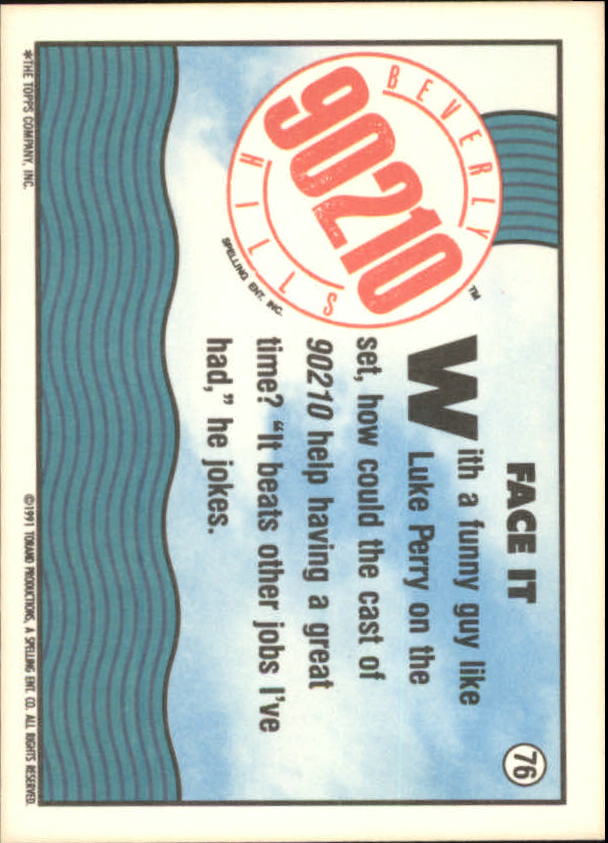 FACE IT
76
With a funny guy like
Luke Perry on the
set, how could the cast of
90210 help having a great
time? “It beats other jobs I’ve
had,” he jokes.
BEVERLY
90210
HILLS
TM
SPELLING ENT. INC.
*THE TOPPS COMPANY, INC.
©1991 TORAND PRODUCTIONS, A SPELLING ENT. CO. ALL RIGHTS RESERVED.